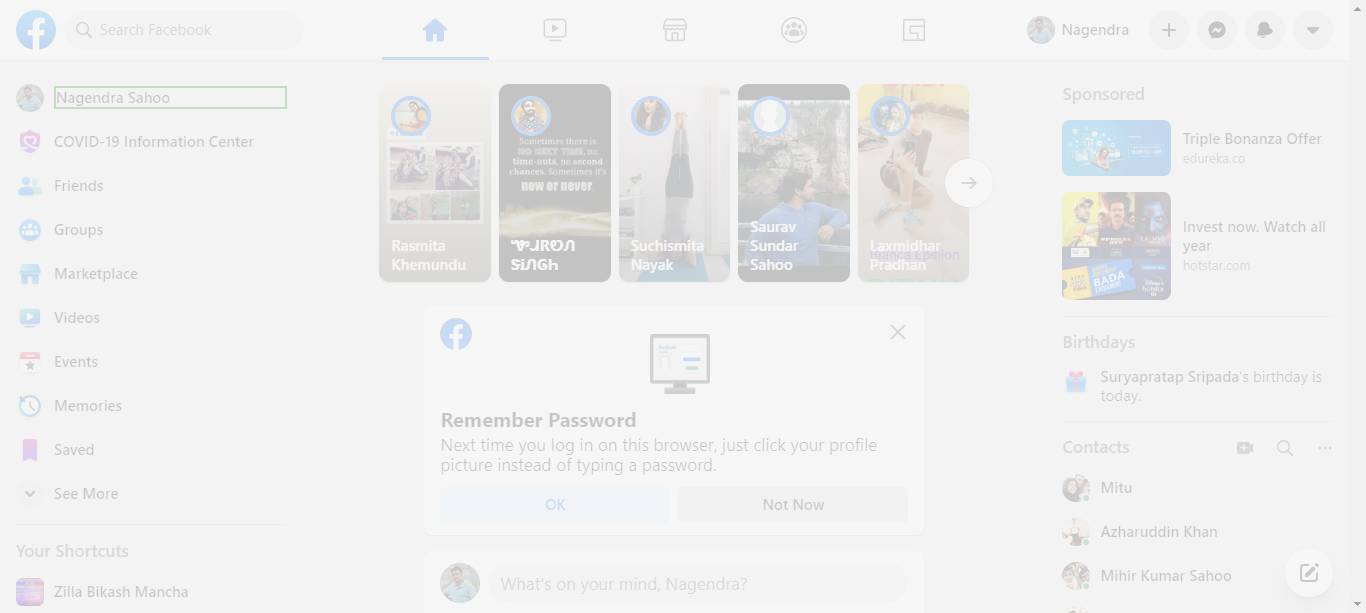 Search Facebook
Nagendra
Nagendra Sahoo
COVID-19 Information Center
Friends
Groups
Marketplace
Videos
Events
Memories
Saved
See More
Your Shortcuts
Zilla Bikash Mancha
Rasmita
Khemundu
Sometimes there is
NO NEXT TIME, no
time-outs, no second
chances. Sometimes it's
now or never.
Suchismita
Nayak
Saurav
Sundar
Sahoo
Laxmidhar
Pradhan
Remember Password
Next time you log in on this browser, just click your profile
picture instead of typing a password.
OK
Not Now
What's on your mind, Nagendra?
Sponsored
Triple Bonanza Offer
edureka.co
Invest now. Watch all
year
hotstar.com
Birthdays
Suryapratap Sripada's birthday is
today.
Contacts
Mitu
Azharuddin Khan
Mihir Kumar Sahoo